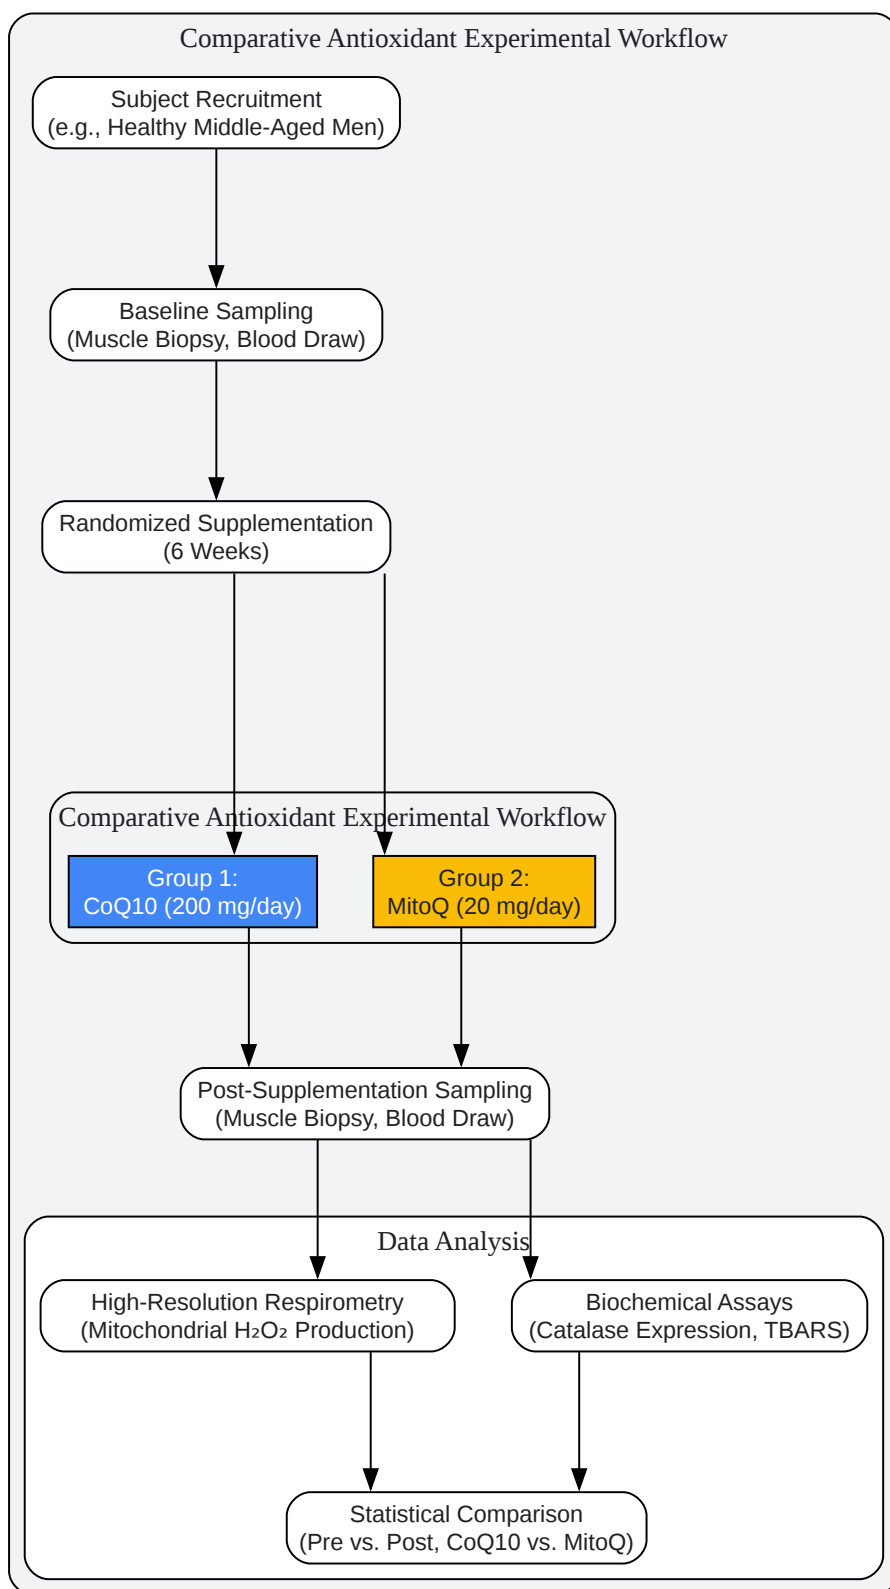 Comparative Antioxidant Experimental Workflow
Subject Recruitment
(e.g., Healthy Middle-Aged Men)
Baseline Sampling
(Muscle Biopsy, Blood Draw)
Randomized Supplementation
(6 Weeks)
Comparative Antioxidant Experimental Workflow
Group 1:
CoQ10 (200 mg/day)
Group 2:
MitoQ (20 mg/day)
Post-Supplementation Sampling
(Muscle Biopsy, Blood Draw)
Data Analysis
High-Resolution Respirometry
(Mitochondrial H₂O₂ Production)
Biochemical Assays
(Catalase Expression, TBARS)
Statistical Comparison
(Pre vs. Post, CoQ10 vs. MitoQ)